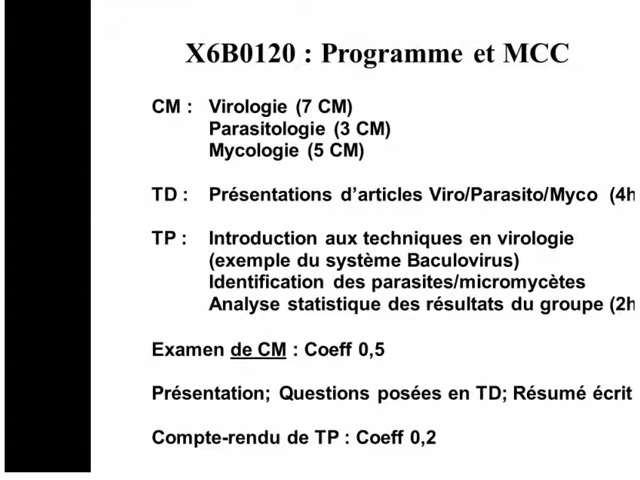 X6B0120 : Programme et MCC
CM : Virologie (7 CM)
Parasitologie (3 CM)
Mycologie (5 CM)
TD : Présentations d’articles Viro/Parasito/Myco (4h
TP : Introduction aux techniques en virologie
(exemple du système Baculovirus)
Identification des parasites/micromycètes
Analyse statistique des résultats du groupe (2h
Examen de CM : Coeff 0,5
Présentation; Questions posées en TD; Résumé écrit
Compte-rendu de TP : Coeff 0,2